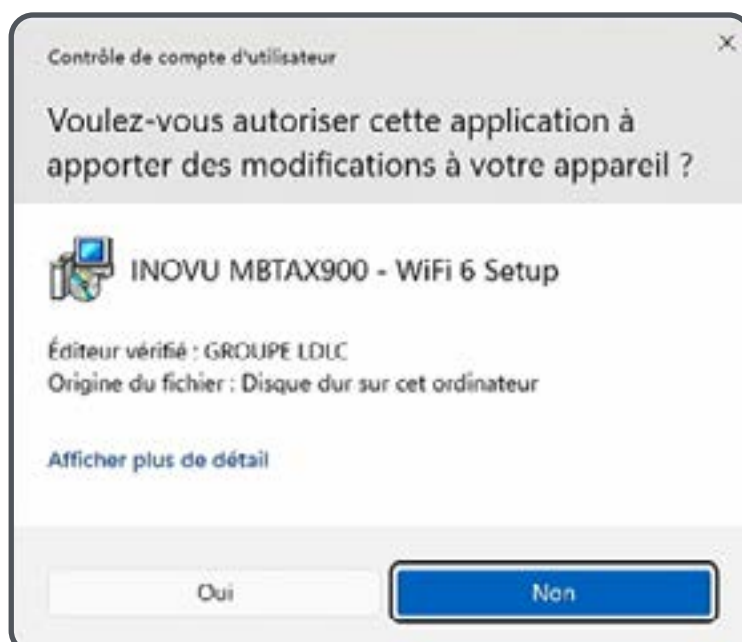 Contrôle de compte d'utilisateur
Voulez-vous autoriser cette application à
apporter des modifications à votre appareil ?
INOVU MBTAX900 - WiFi 6 Setup
Éditeur vérifié : GROUPE LDLC
Origine du fichier : Disque dur sur cet ordinateur
Afficher plus de détail
Oui
Non